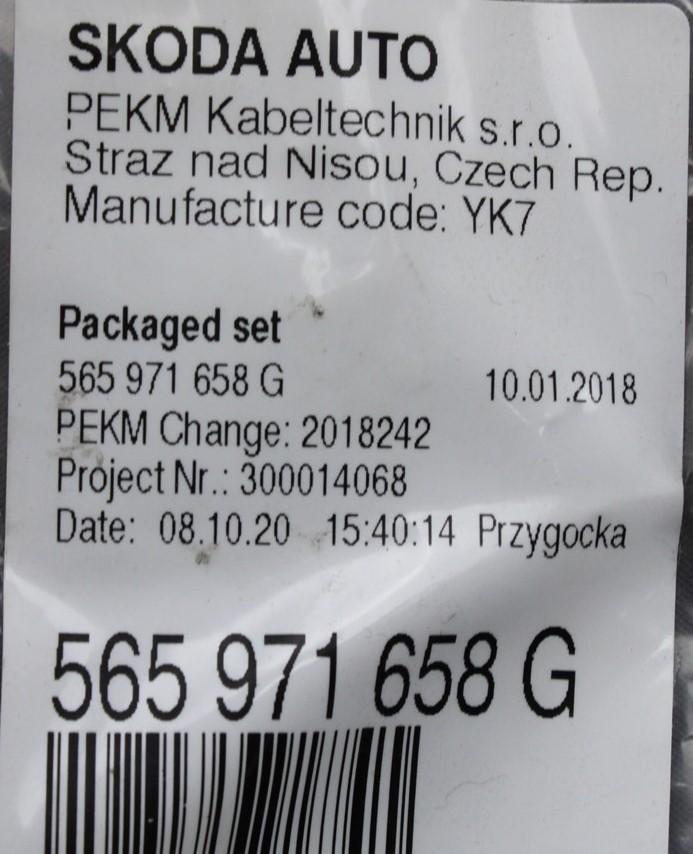 SKODA AUTO
PEKM Kabeltechnik s.r.o.
Straz nad Nisou, Czech Rep.
Manufacture code: YK7
Packaged set
565 971 658 G 10.01.2018
PEKM Change: 2018242
Project Nr.: 300014068
Date: 08.10.20 15:40:14 Przygocka
565 971 658 G